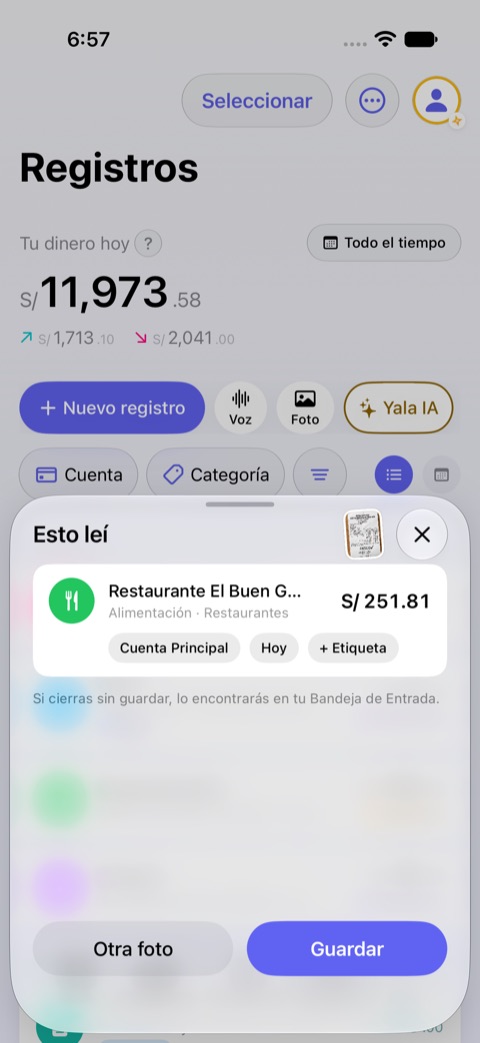 6:57
Seleccionar
Registros
Tu dinero hoy ?
Todo el tiempo
S/ 11,973 .58
S/ 1,713 .10 S/ 2,041 .00
+ Nuevo registro
Voz
Foto
Yala IA
Cuenta
Categoría
Esto leí
Restaurante El Buen G...
S/ 251.81
Alimentación · Restaurantes
Cuenta Principal
Hoy
+ Etiqueta
Si cierras sin guardar, lo encontrarás en tu Bandeja de Entrada.
Otra foto
Guardar